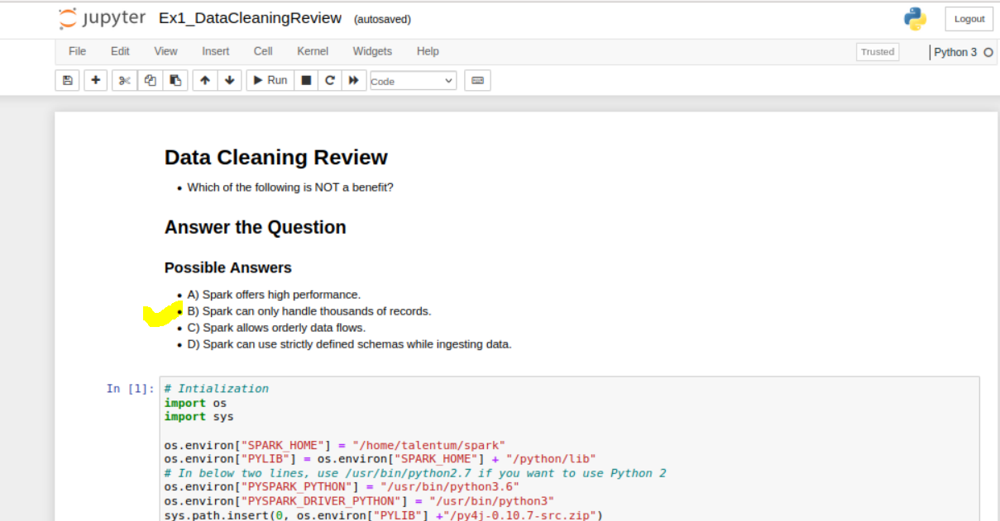 jupyter Ex1_DataCleaningReview (autosaved)
Logout
File Edit View Insert Cell Kernel Widgets Help
Trusted
Python 3
Run
Code
Data Cleaning Review
• Which of the following is NOT a benefit?
Answer the Question
Possible Answers
• A) Spark offers high performance.
• B) Spark can only handle thousands of records.
• C) Spark allows orderly data flows.
• D) Spark can use strictly defined schemas while ingesting data.
In [1]: # Intialization
import os
import sys
os.environ["SPARK_HOME"] = "/home/talentum/spark"
os.environ["PYLIB"] = os.environ["SPARK_HOME"] + "/python/lib"
# In below two lines, use /usr/bin/python2.7 if you want to use Python 2
os.environ["PYSPARK_PYTHON"] = "/usr/bin/python3.6"
os.environ["PYSPARK_DRIVER_PYTHON"] = "/usr/bin/python3"
sys.path.insert(0, os.environ["PYLIB"] +"/py4j-0.10.7-src.zip")